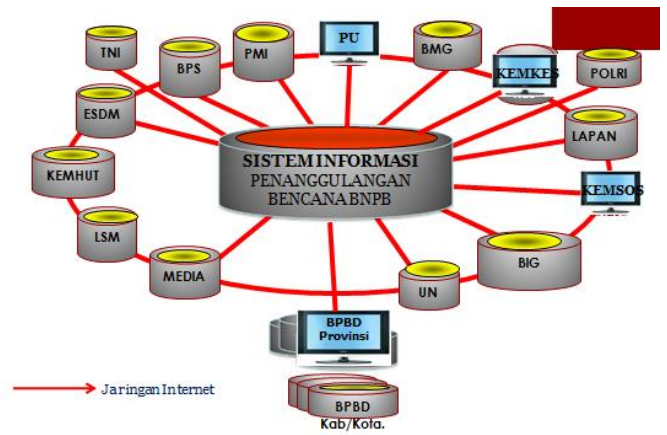 PU
TNI
BPS
PMI
BMG
KEMKES
POLRI
ESDM
LAPAN
SISTEM INFORMASI
PENANGGULANGAN
BENCANA BNPB
KEMHUT
KEMSOS
LSM
MEDIA
UN
BIG
BPBD
Provinsi
Jaringan Internet
BPBD
Kab/Kota.